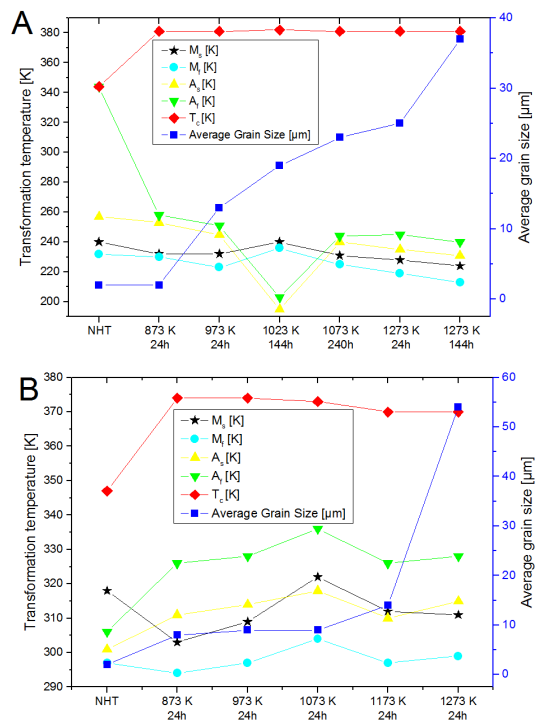 A
Transformation temperature [K]
380
360
340
320
300
280
260
240
220
200
Mₛ [K]
M_f [K]
Aₛ [K]
A_f [K]
T_c [K]
Average Grain Size [µm]
40
30
20
10
0
Average grain size [µm]
NHT 873 K 973 K 1023 K 1073 K 1273 K 1273 K
24h 24h 144h 240h 24h 144h
B
Transformation temperature [K]
380
370
360
350
340
330
320
310
300
290
Mₛ [K]
M_f [K]
Aₛ [K]
A_f [K]
T_c [K]
Average Grain Size [µm]
60
50
40
30
20
10
0
Average grain size [µm]
NHT 873 K 973 K 1073 K 1173 K 1273 K
24h 24h 24h 24h 24h